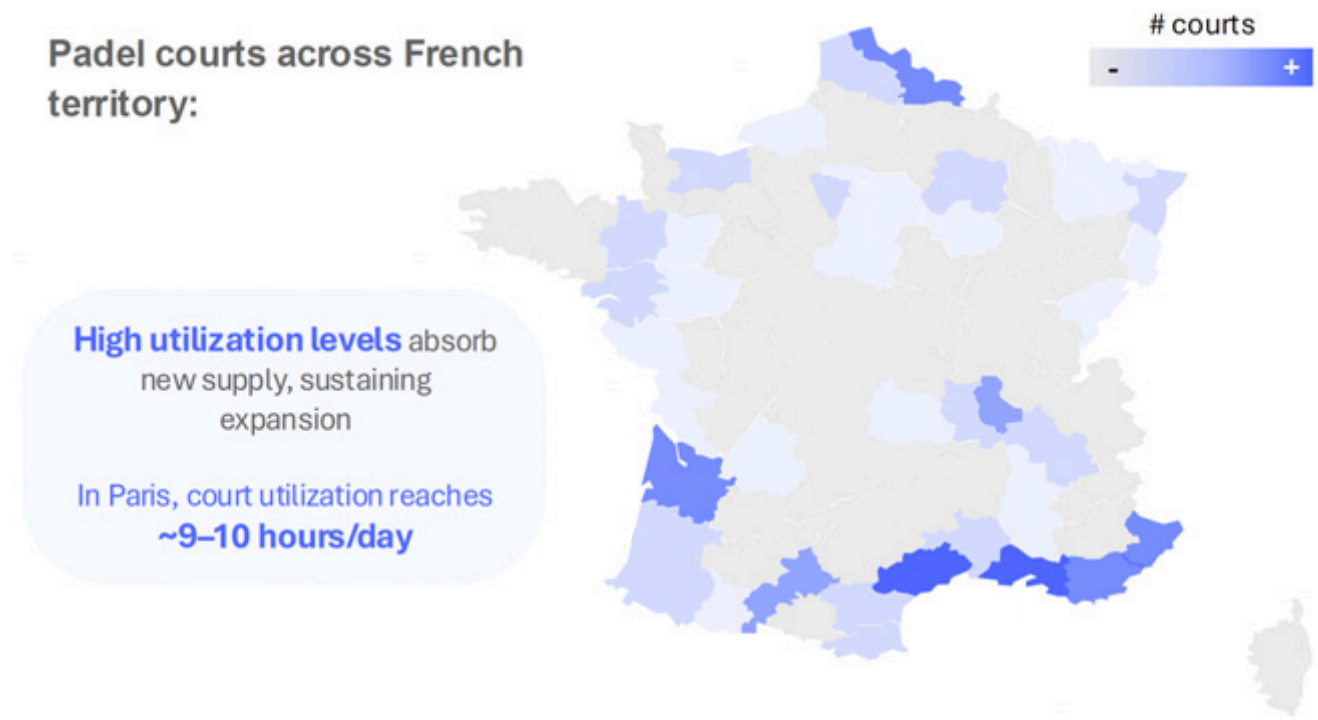 Padel courts across French
territory:
# courts
- +
High utilization levels absorb
new supply, sustaining
expansion
In Paris, court utilization reaches
~9–10 hours/day